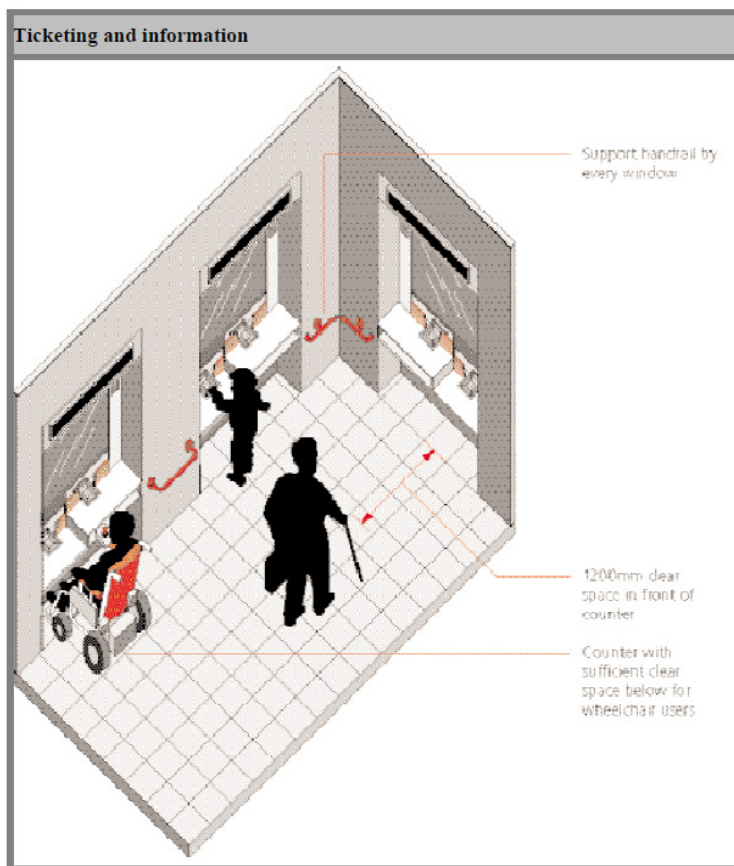 Ticketing and information
Support handrail by
every window
1200mm clear
space in front of
counter
Counter with
sufficient clear
space below for
wheelchair users